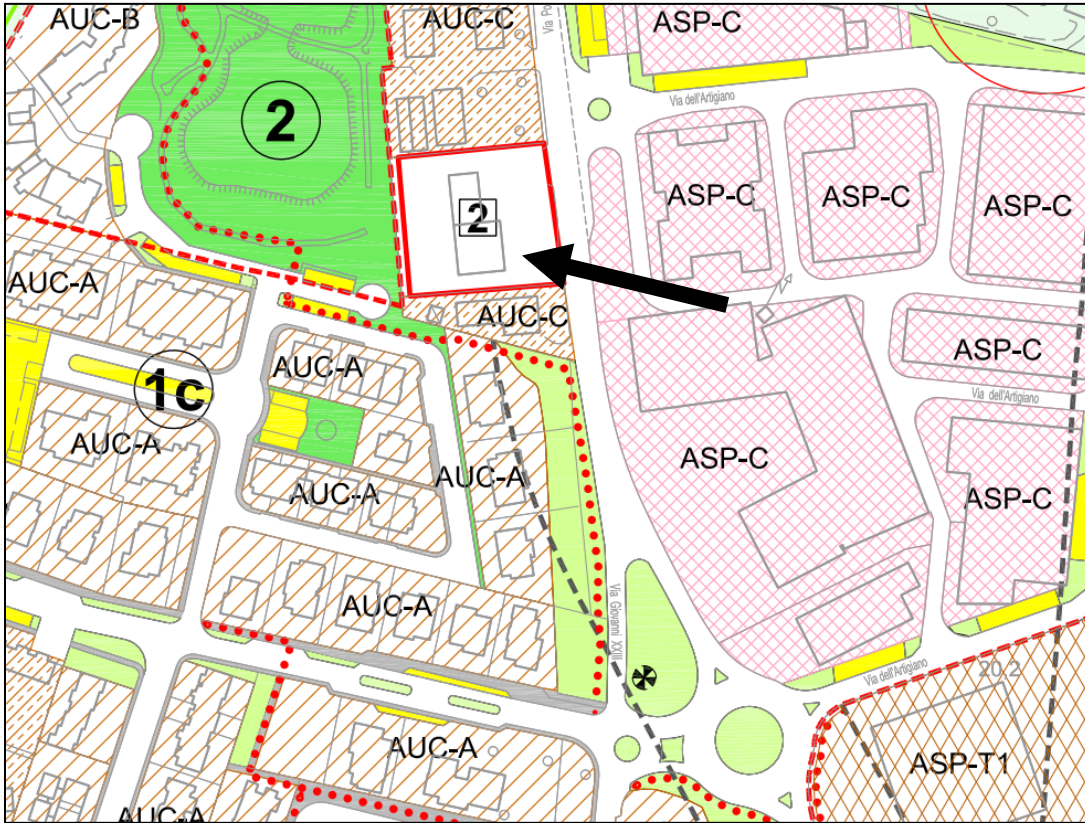 AUC-B
AUC-C
Via Po
ASP-C
Via dell'Artigiano
2
ASP-C
ASP-C
ASP-C
2
AUC-A
AUC-C
AUC-A
ASP-C
1c
Via dell'Artigiano
AUC-A
AUC-A
ASP-C
AUC-A
ASP-C
AUC-A
Via Giovanni XXIII
Via dell'Artigiano
20.2
AUC-A
ASP-T1
AUC-A